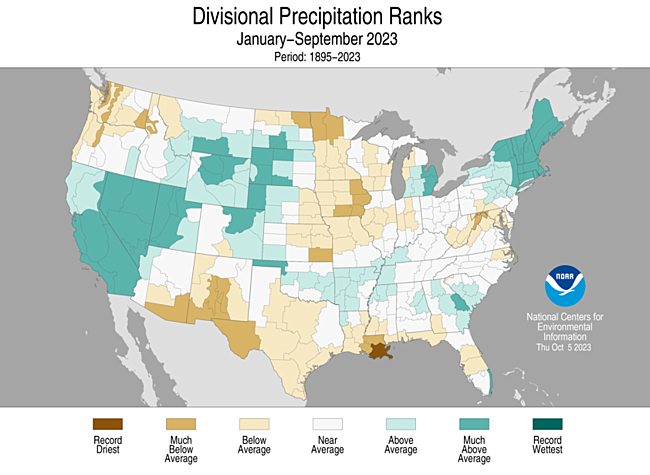 Divisional Precipitation Ranks
January–September 2023
Period: 1895–2023
NOAA
National Centers for
Environmental
Information
Thu Oct 5 2023
Record
Driest
Much
Below
Average
Below
Average
Near
Average
Above
Average
Much
Above
Average
Record
Wettest